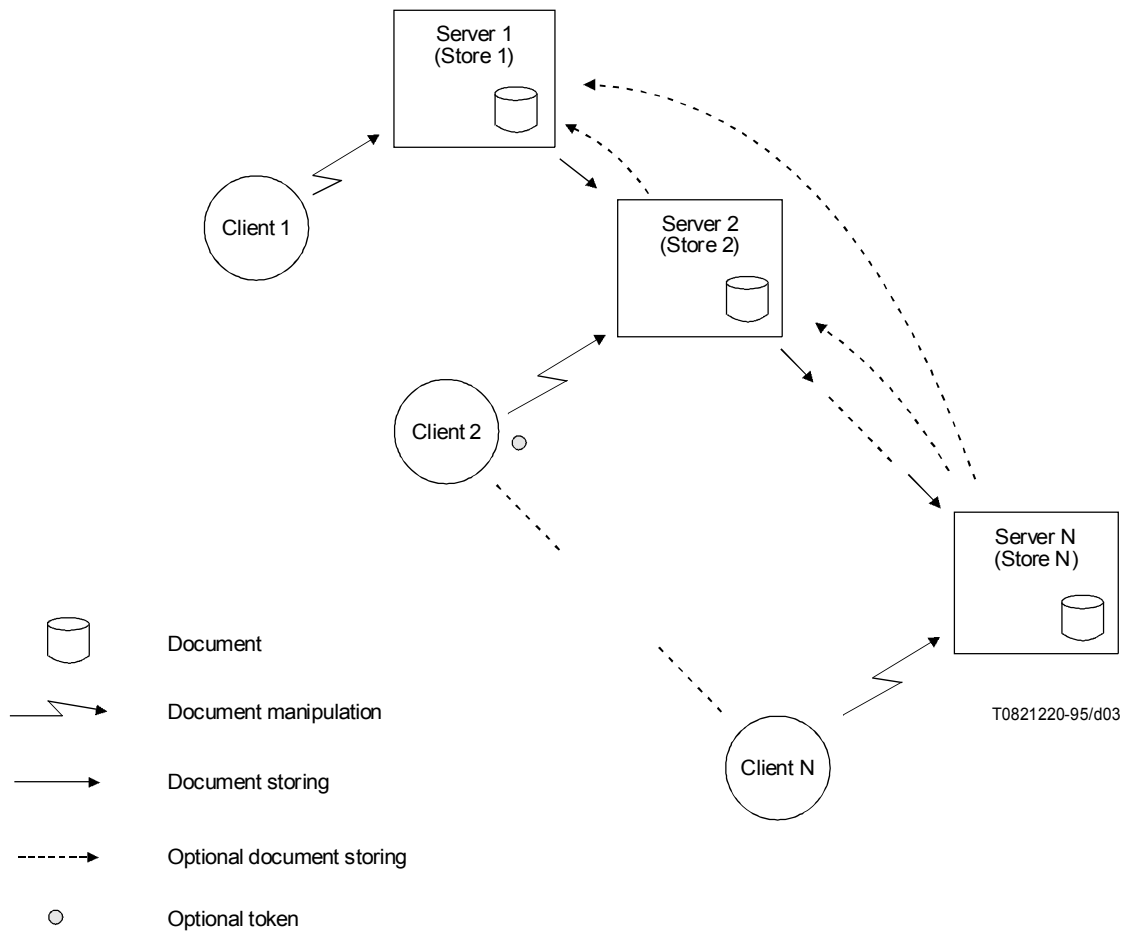 Server 1
(Store 1)
Client 1
Server 2
(Store 2)
Client 2
Server N
(Store N)
Document
Document manipulation
T0821220-95/d03
Client N
Document storing
Optional document storing
Optional token